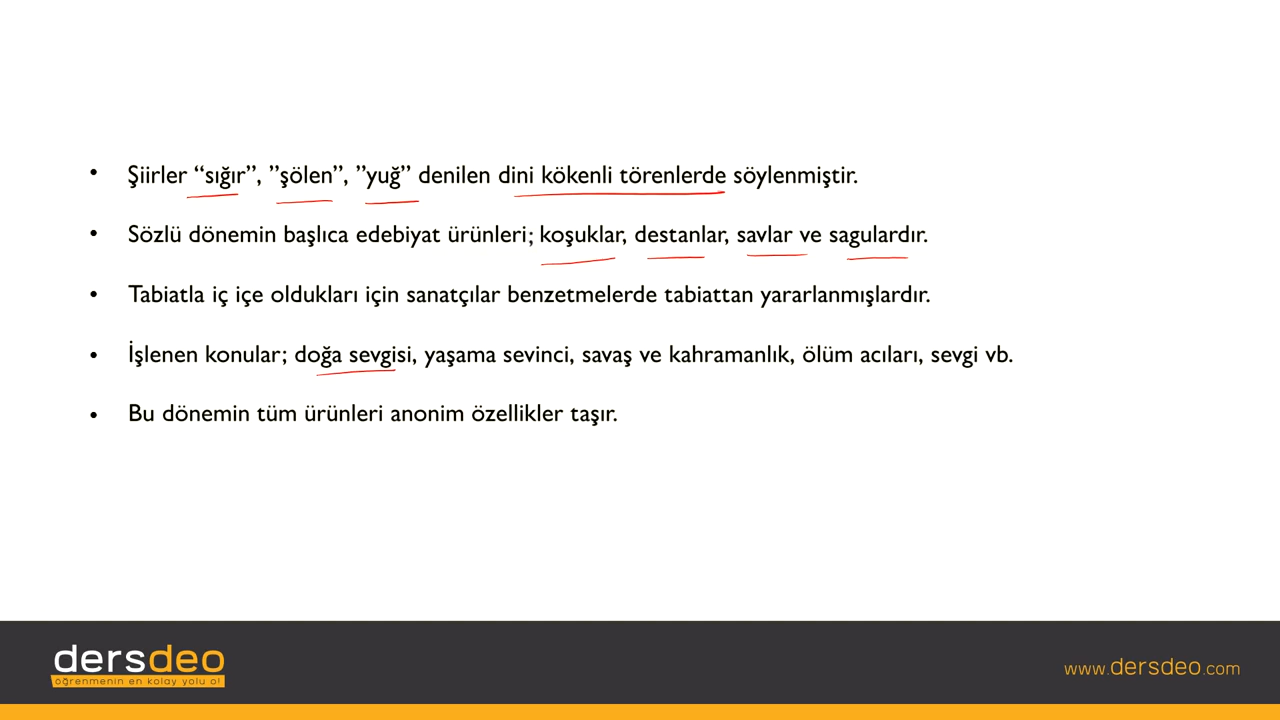 • Şiirler “sığır”, ”şölen”, ”yuğ” denilen dini kökenli törenlerde söylenmiştir.
• Sözlü dönemin başlıca edebiyat ürünleri; koşuklar, destanlar, savlar ve sagulardır.
• Tabiatla iç içe oldukları için sanatçılar benzetmelerde tabiattan yararlanmışlardır.
• İşlenen konular; doğa sevgisi, yaşama sevinci, savaş ve kahramanlık, ölüm acıları, sevgi vb.
• Bu dönemin tüm ürünleri anonim özellikler taşır.
dersdeo
öğrenmenin en kolay yolu o!
www.dersdeo.com